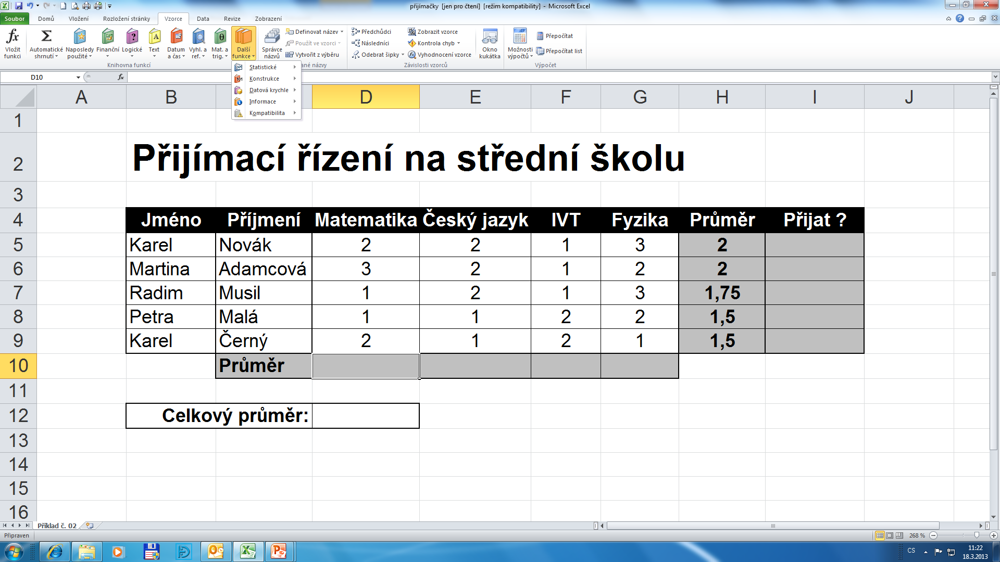 přijímačky [jen pro čtení] [režim kompatibility] - Microsoft Excel
Soubor Domů Vložení Rozložení stránky Vzorce Data Revize Zobrazení
fx Vložit funkci
Σ Automatické shrnutí
Naposledy použité
Finanční
Logické
Text
Datum a čas
Vyhl. a ref.
Mat. a trig.
Další funkce
Knihovna funkcí
Správce názvů
Definovat název
Použít ve vzorci
Vytvořit z výběru
ané názvy
Předchůdci
Následníci
Odebrat šipky
Zobrazit vzorce
Kontrola chyb
Vyhodnocení vzorce
Závislosti vzorců
Okno kukátka
Možnosti výpočtů
Přepočítat
Přepočítat list
Výpočet
Statistické
Konstrukce
Datová krychle
Informace
Kompatibilita
D10 fx
A B D E F G H I J
1
2 Přijímací řízení na střední školu
3
4 Jméno Příjmení Matematika Český jazyk IVT Fyzika Průměr Přijat ?
5 Karel Novák 2 2 1 3 2
6 Martina Adamcová 3 2 1 2 2
7 Radim Musil 1 2 1 3 1,75
8 Petra Malá 1 1 2 2 1,5
9 Karel Černý 2 1 2 1 1,5
10 Průměr
11
12 Celkový průměr:
13
14
15
16
Příklad č. 02
Připraven 268 %
CS 11:22
18.3.2013